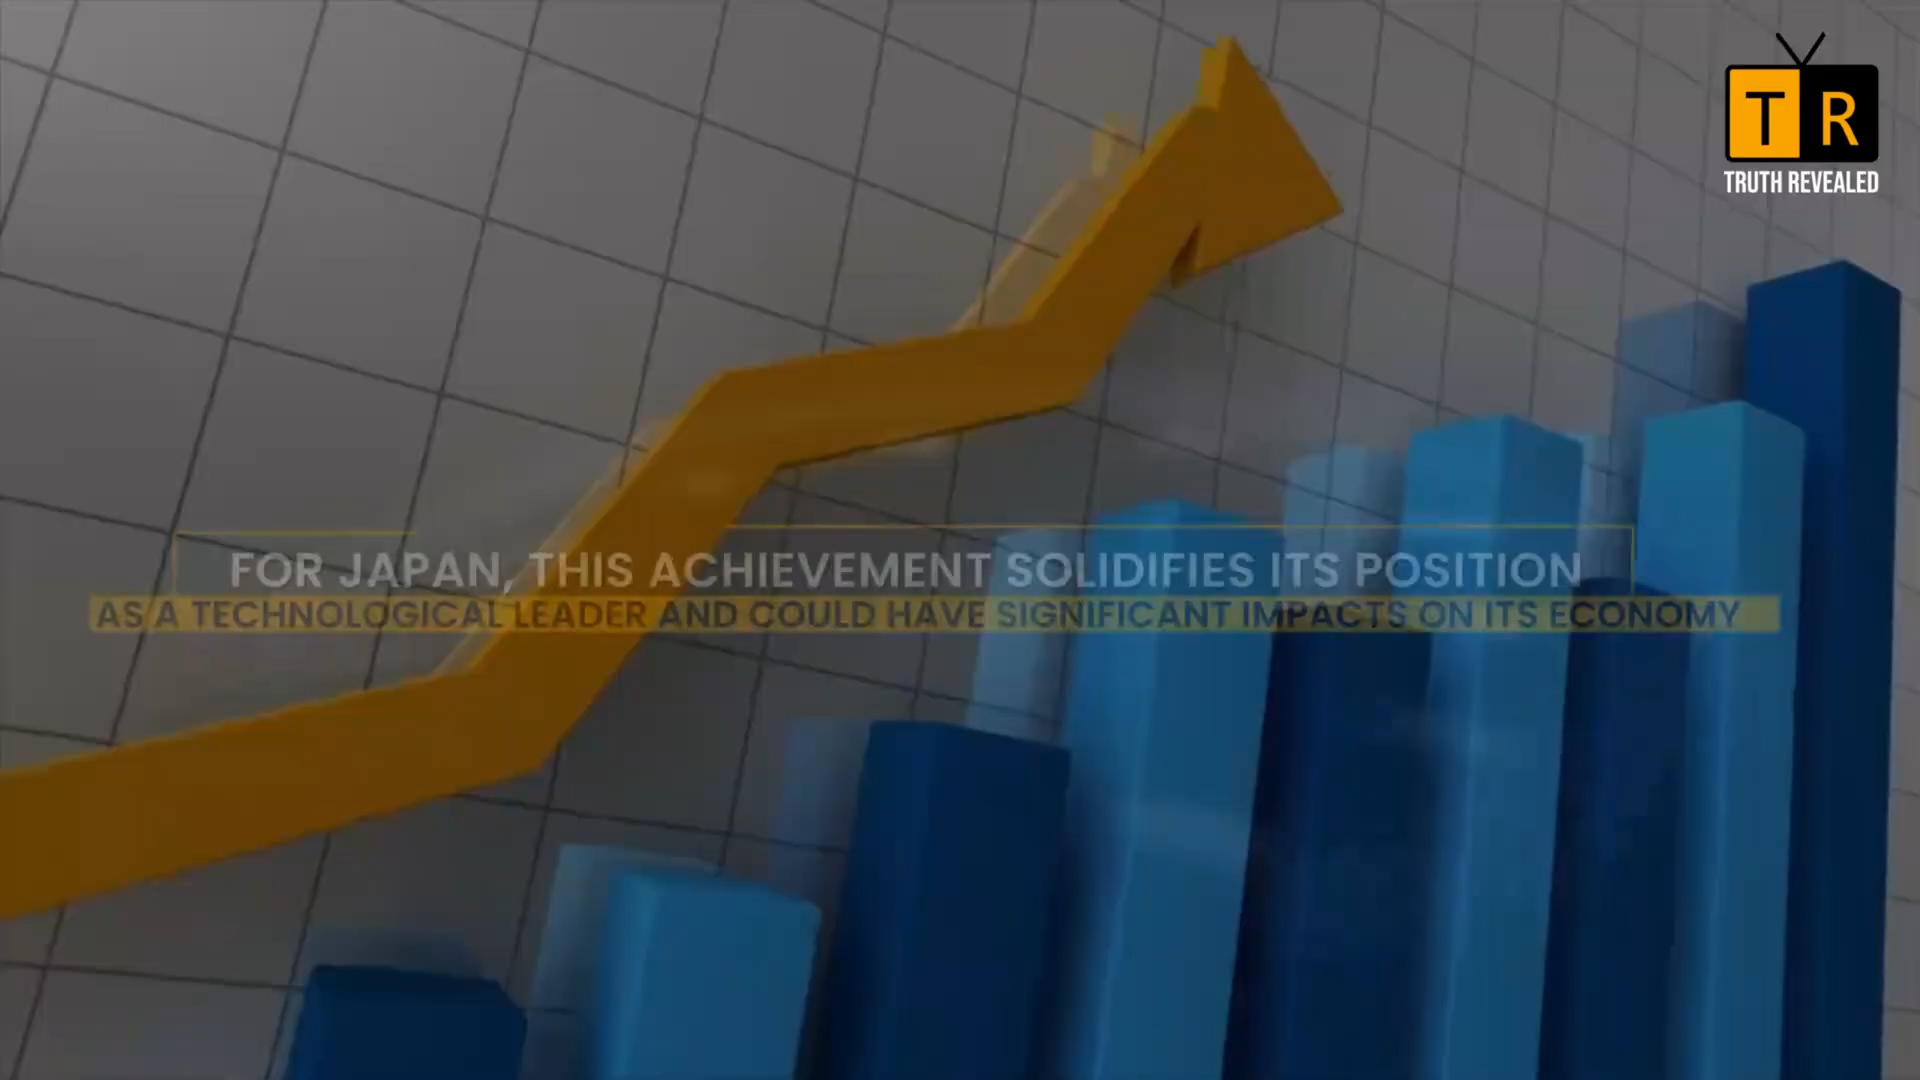 T R
TRUTH REVEALED
FOR JAPAN, THIS ACHIEVEMENT SOLIDIFIES ITS POSITION
AS A TECHNOLOGICAL LEADER AND COULD HAVE SIGNIFICANT IMPACTS ON ITS ECONOMY